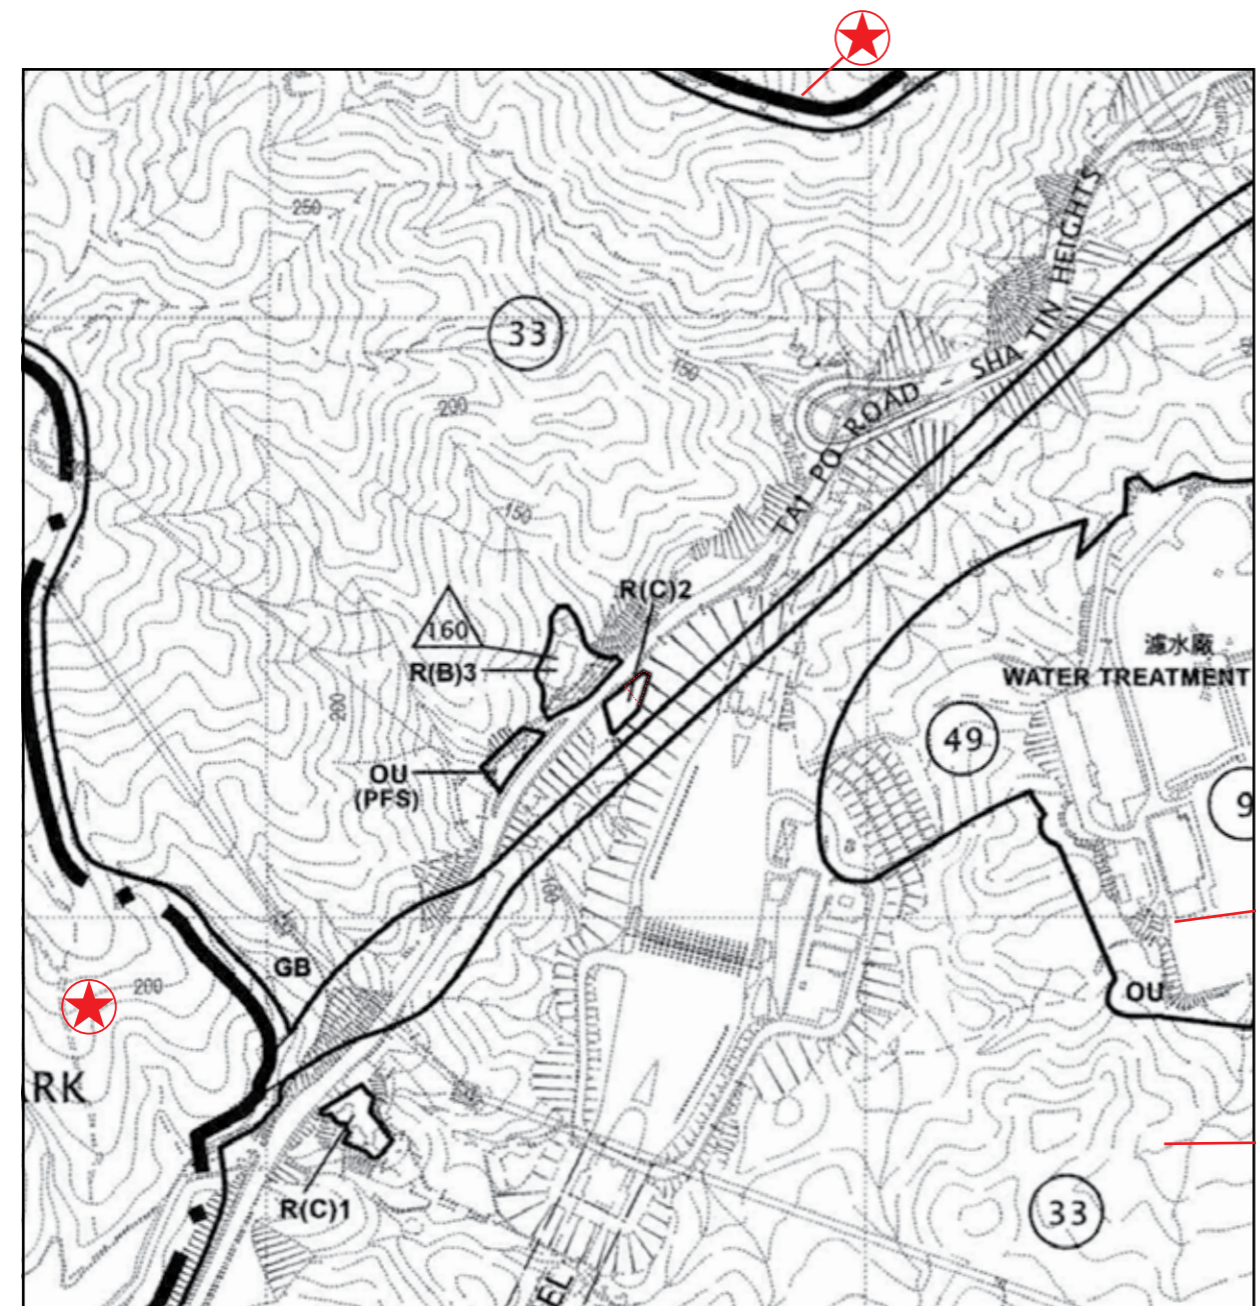 250
33
SHA TIN HEIGHTS
150
TAI PO ROAD
200
150
R(C)2
160
R(B)3
濾水廠
WATER TREATMENT
200
49
OU
(PFS)
9
GB
200
OU
RK
R(C)1
33
EL